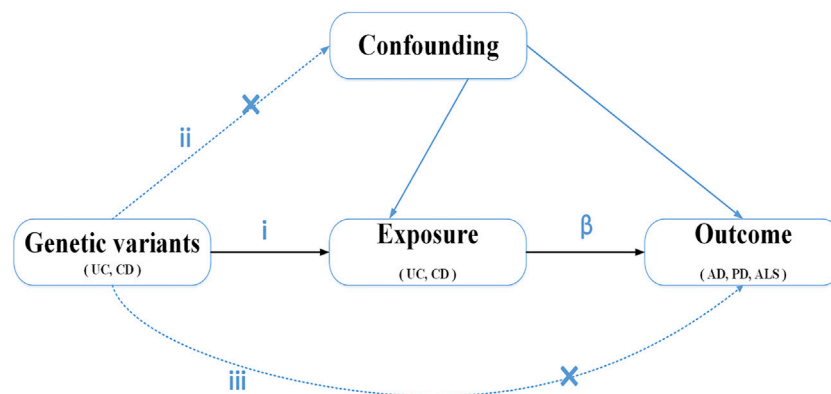 Confounding
ii
Genetic variants
( UC, CD )
i
Exposure
( UC, CD )
β
Outcome
( AD, PD, ALS )
iii